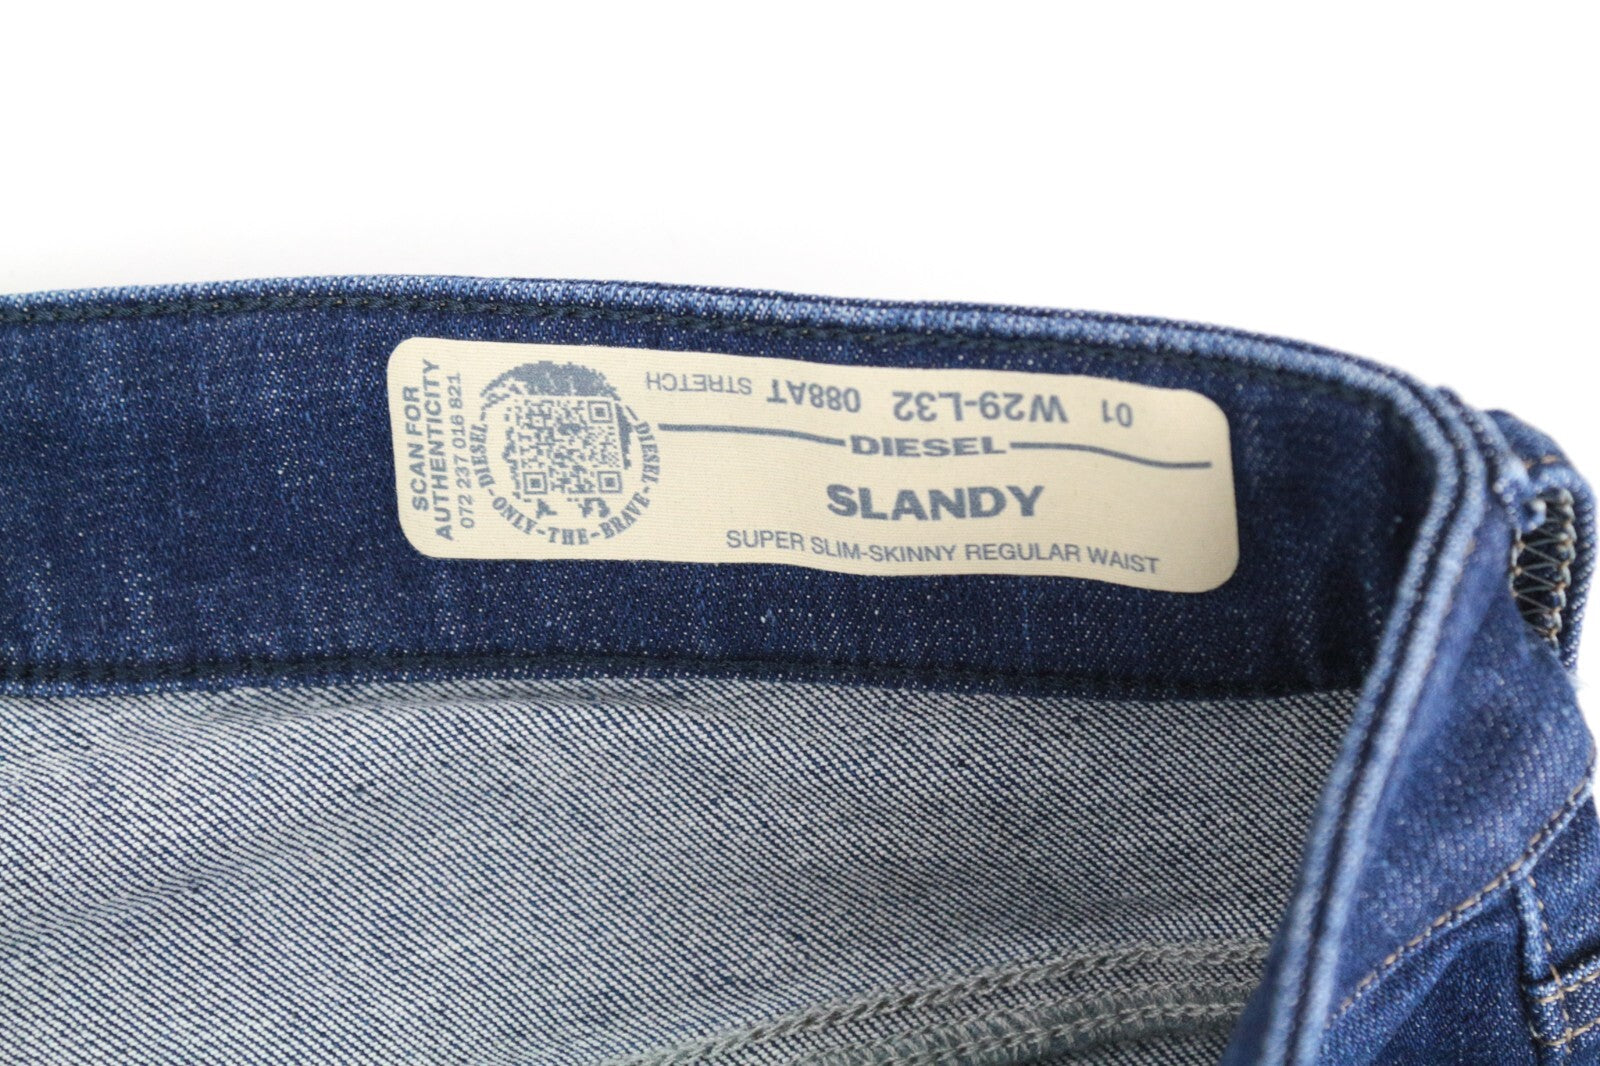 SCAN FOR
AUTHENTICITY
072 237 016 821
DIESEL
ONLY-THE-BRAVE-DIESEL
01 W29-L32 088AT STRETCH
DIESEL
SLANDY
SUPER SLIM-SKINNY REGULAR WAIST